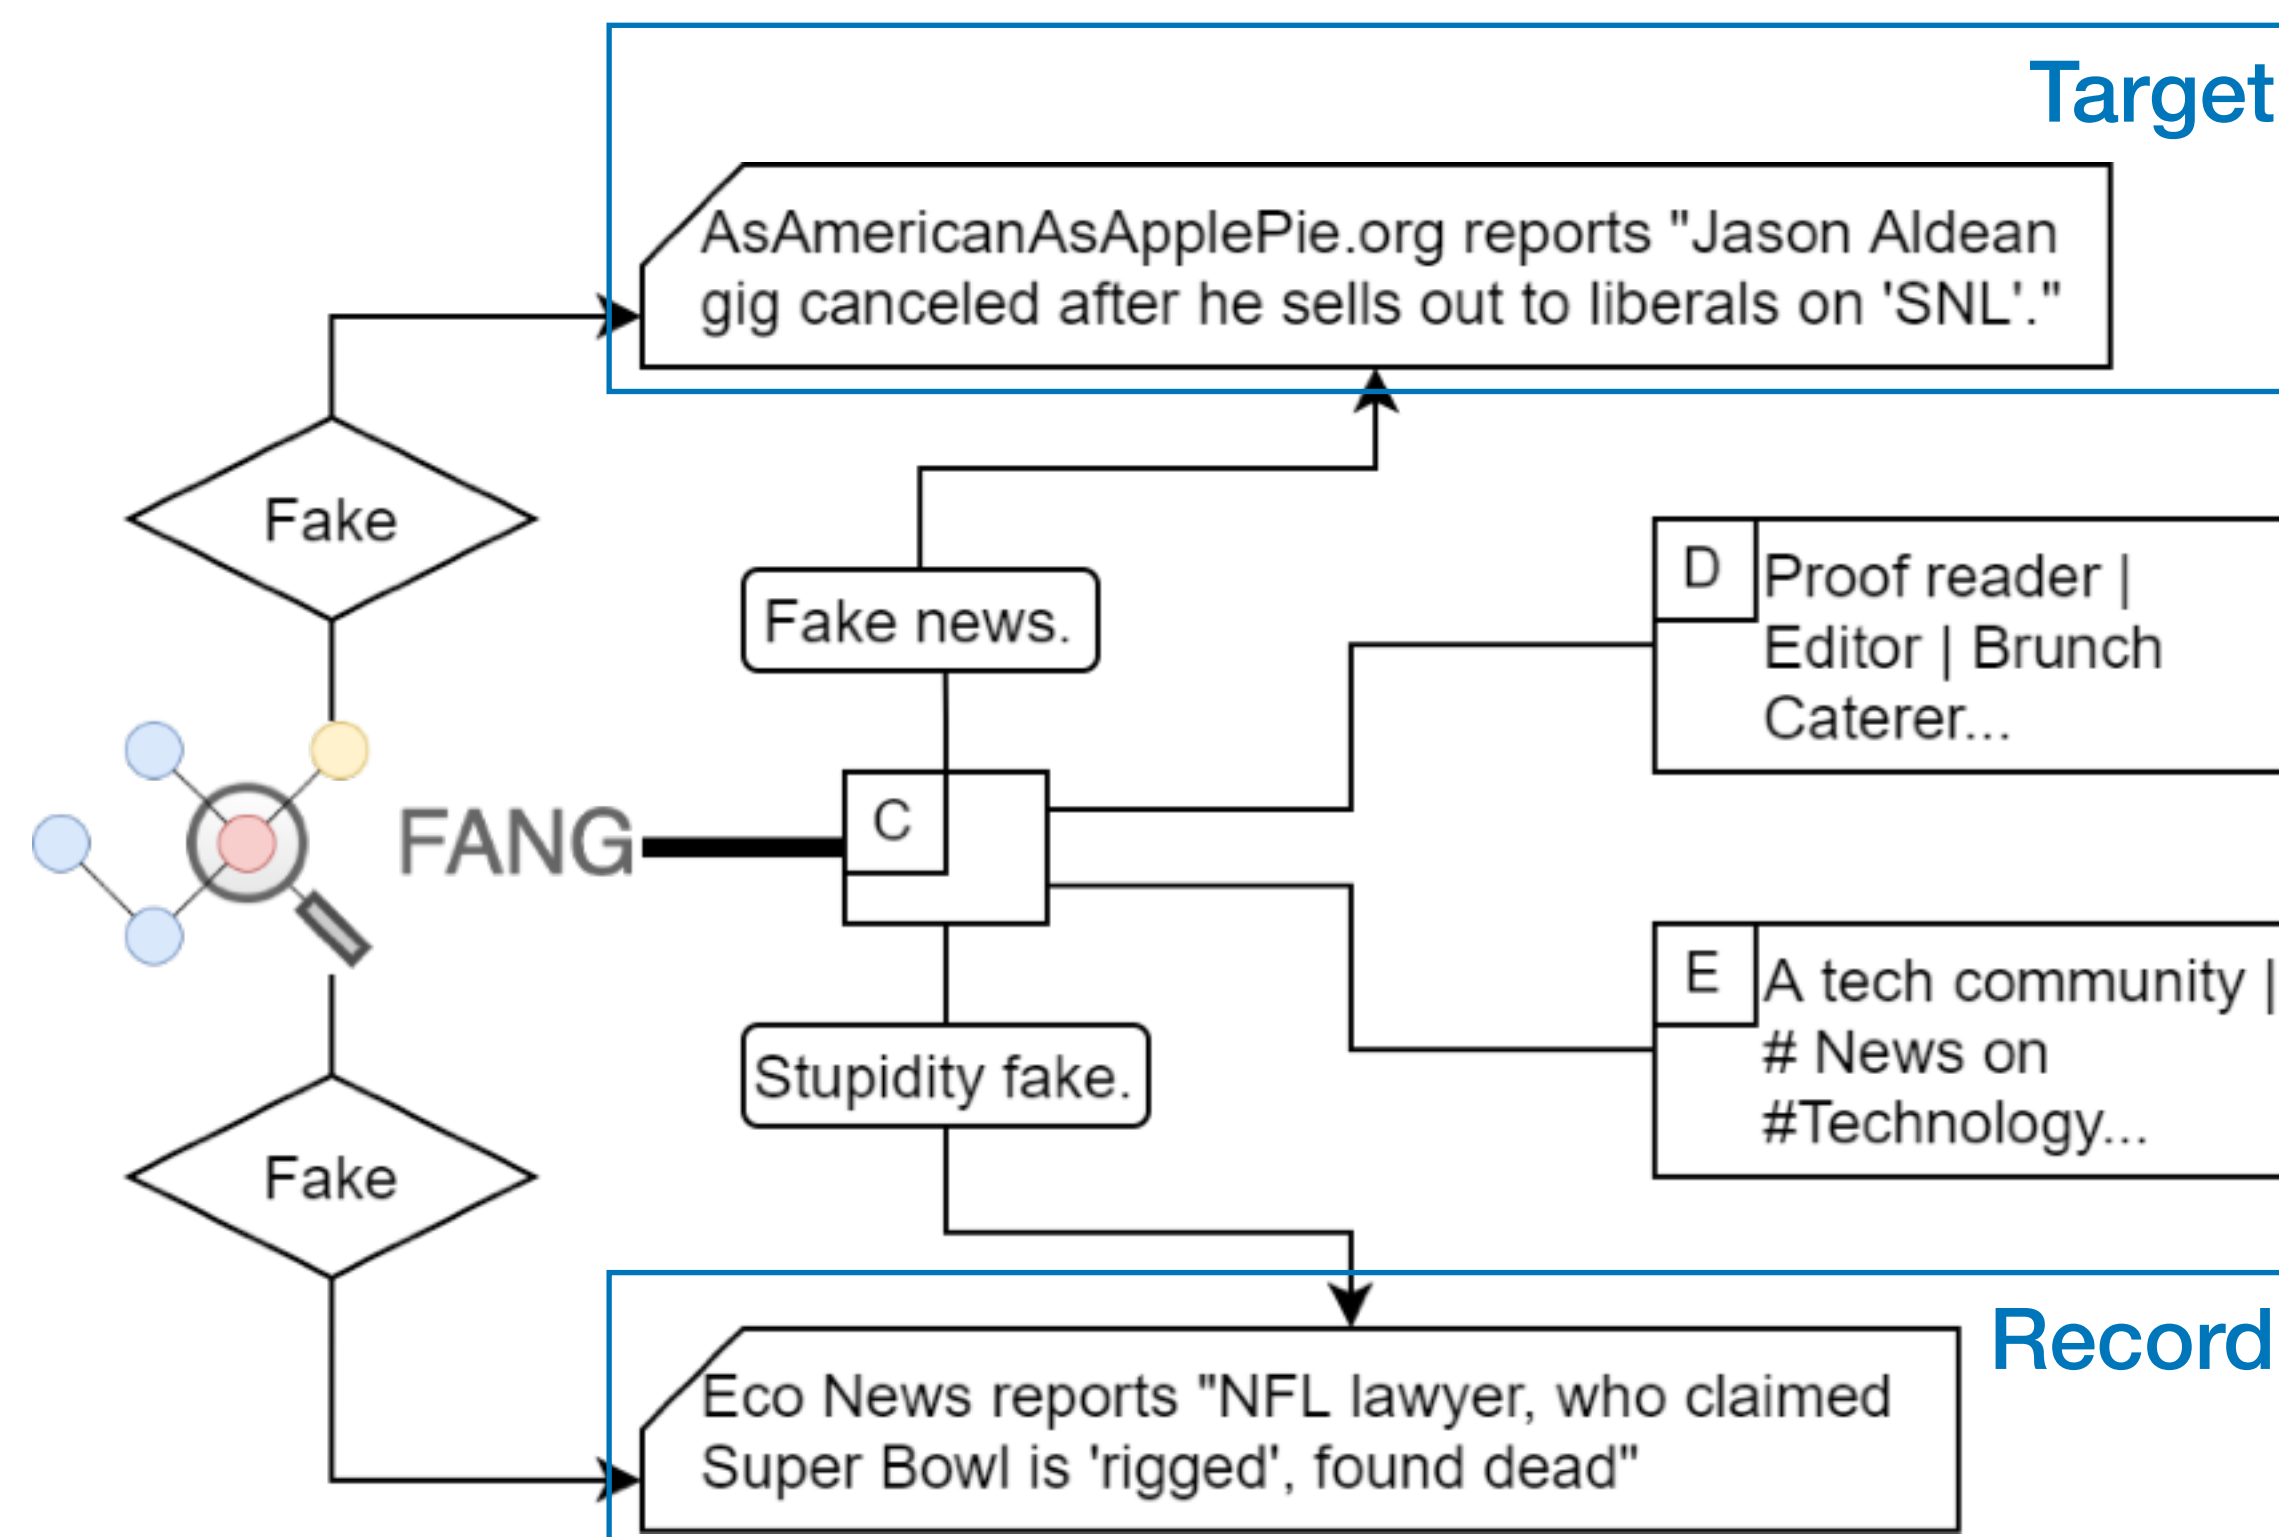 Target
AsAmericanAsApplePie.org reports "Jason Aldean
gig canceled after he sells out to liberals on 'SNL'."
Fake
Fake news.
D
Proof reader |
Editor | Brunch
Caterer...
FANG
C
E
A tech community |
# News on
#Technology...
Stupidity fake.
Fake
Record
Eco News reports "NFL lawyer, who claimed
Super Bowl is 'rigged', found dead"